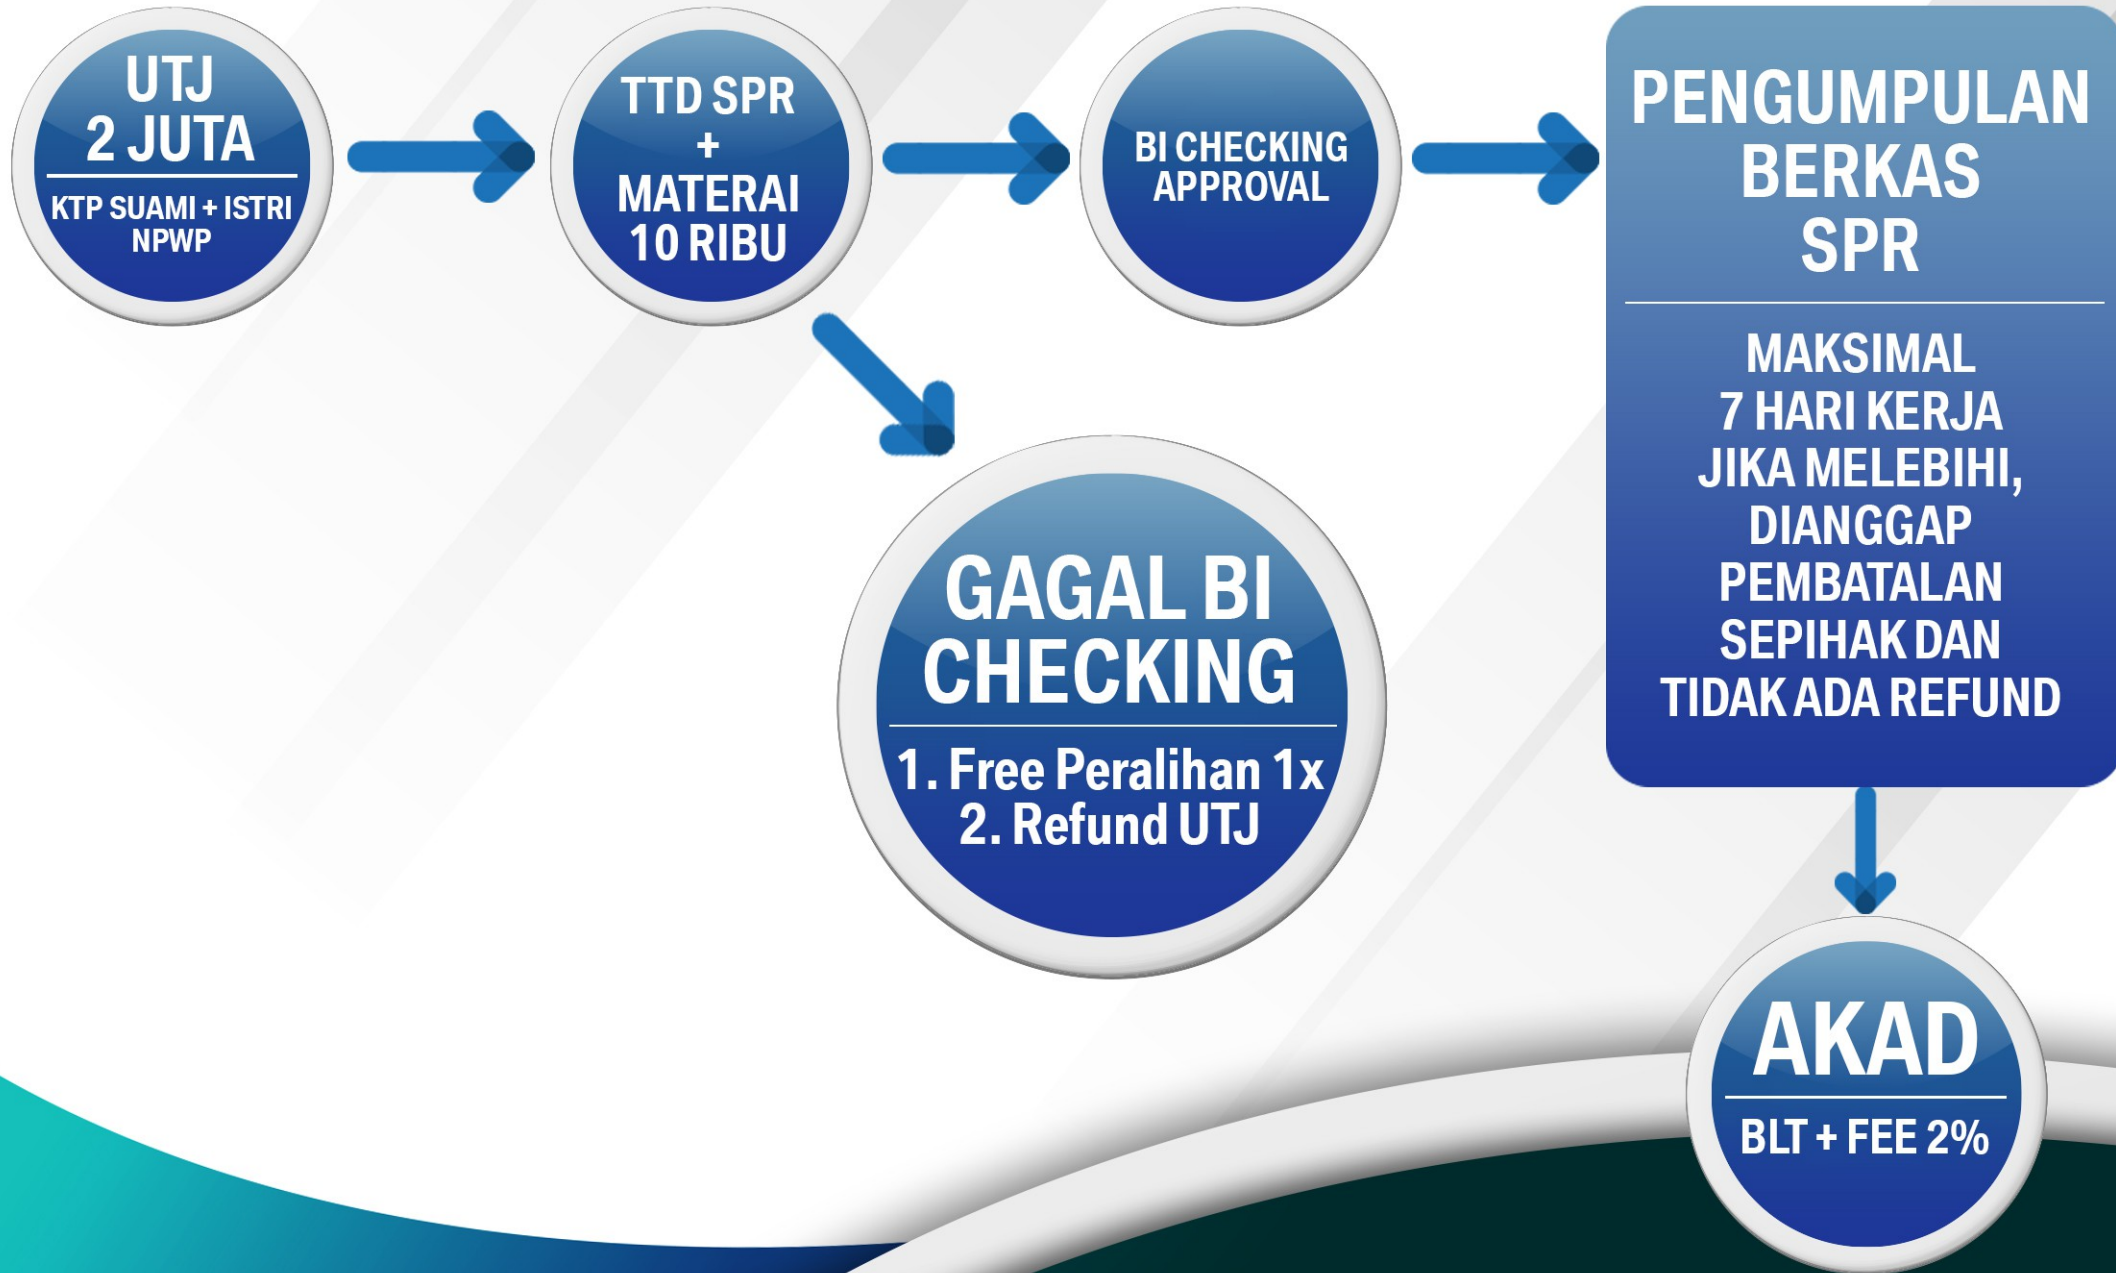 UTJ
2 JUTA
KTP SUAMI + ISTRI
NPWP
TTD SPR
+
MATERAI
10 RIBU
BI CHECKING
APPROVAL
PENGUMPULAN
BERKAS
SPR
MAKSIMAL
7 HARI KERJA
JIKA MELEBIHI,
DIANGGAP
PEMBATALAN
SEPIHAK DAN
TIDAK ADA REFUND
GAGAL BI
CHECKING
1. Free Peralihan 1x
2. Refund UTJ
AKAD
BLT + FEE 2%